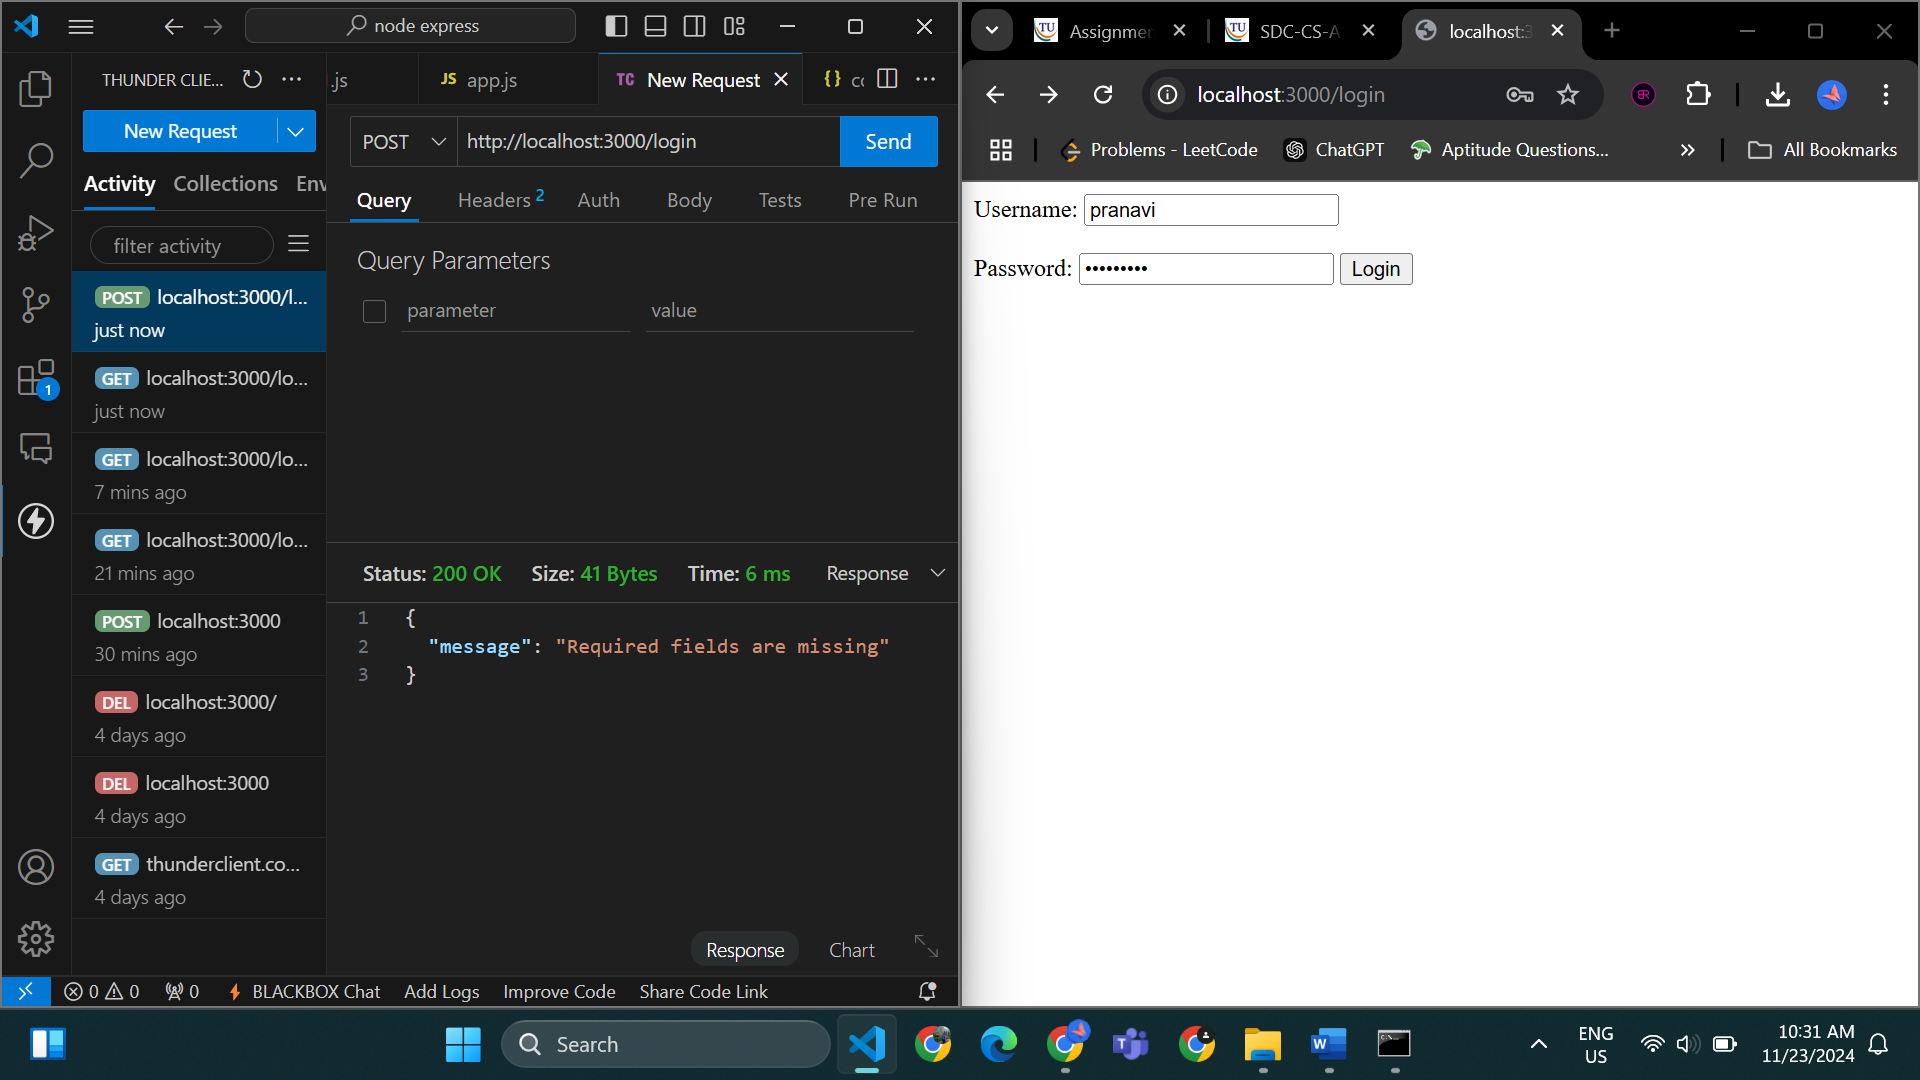 node express
THUNDER CLIE...
New Request
Activity
Collections
Env
filter activity
POST localhost:3000/l...
just now
GET localhost:3000/lo...
just now
GET localhost:3000/lo...
7 mins ago
GET localhost:3000/lo...
21 mins ago
POST localhost:3000
30 mins ago
DEL localhost:3000/
4 days ago
DEL localhost:3000
4 days ago
GET thunderclient.co...
4 days ago
.js
JS app.js
TC New Request
{} co
POST
http://localhost:3000/login
Send
Query
Headers 2
Auth
Body
Tests
Pre Run
Query Parameters
parameter
value
Status: 200 OK
Size: 41 Bytes
Time: 6 ms
Response
1 {
2 "message": "Required fields are missing"
3 }
Response
Chart
1
0 0
0
BLACKBOX Chat
Add Logs
Improve Code
Share Code Link
TU Assignmen
TU SDC-CS-A
localhost:3
localhost:3000/login
BR
Problems - LeetCode
ChatGPT
Aptitude Questions...
All Bookmarks
Username: pranavi
Password: •••••••••
Login
Search
ENG
US
10:31 AM
11/23/2024